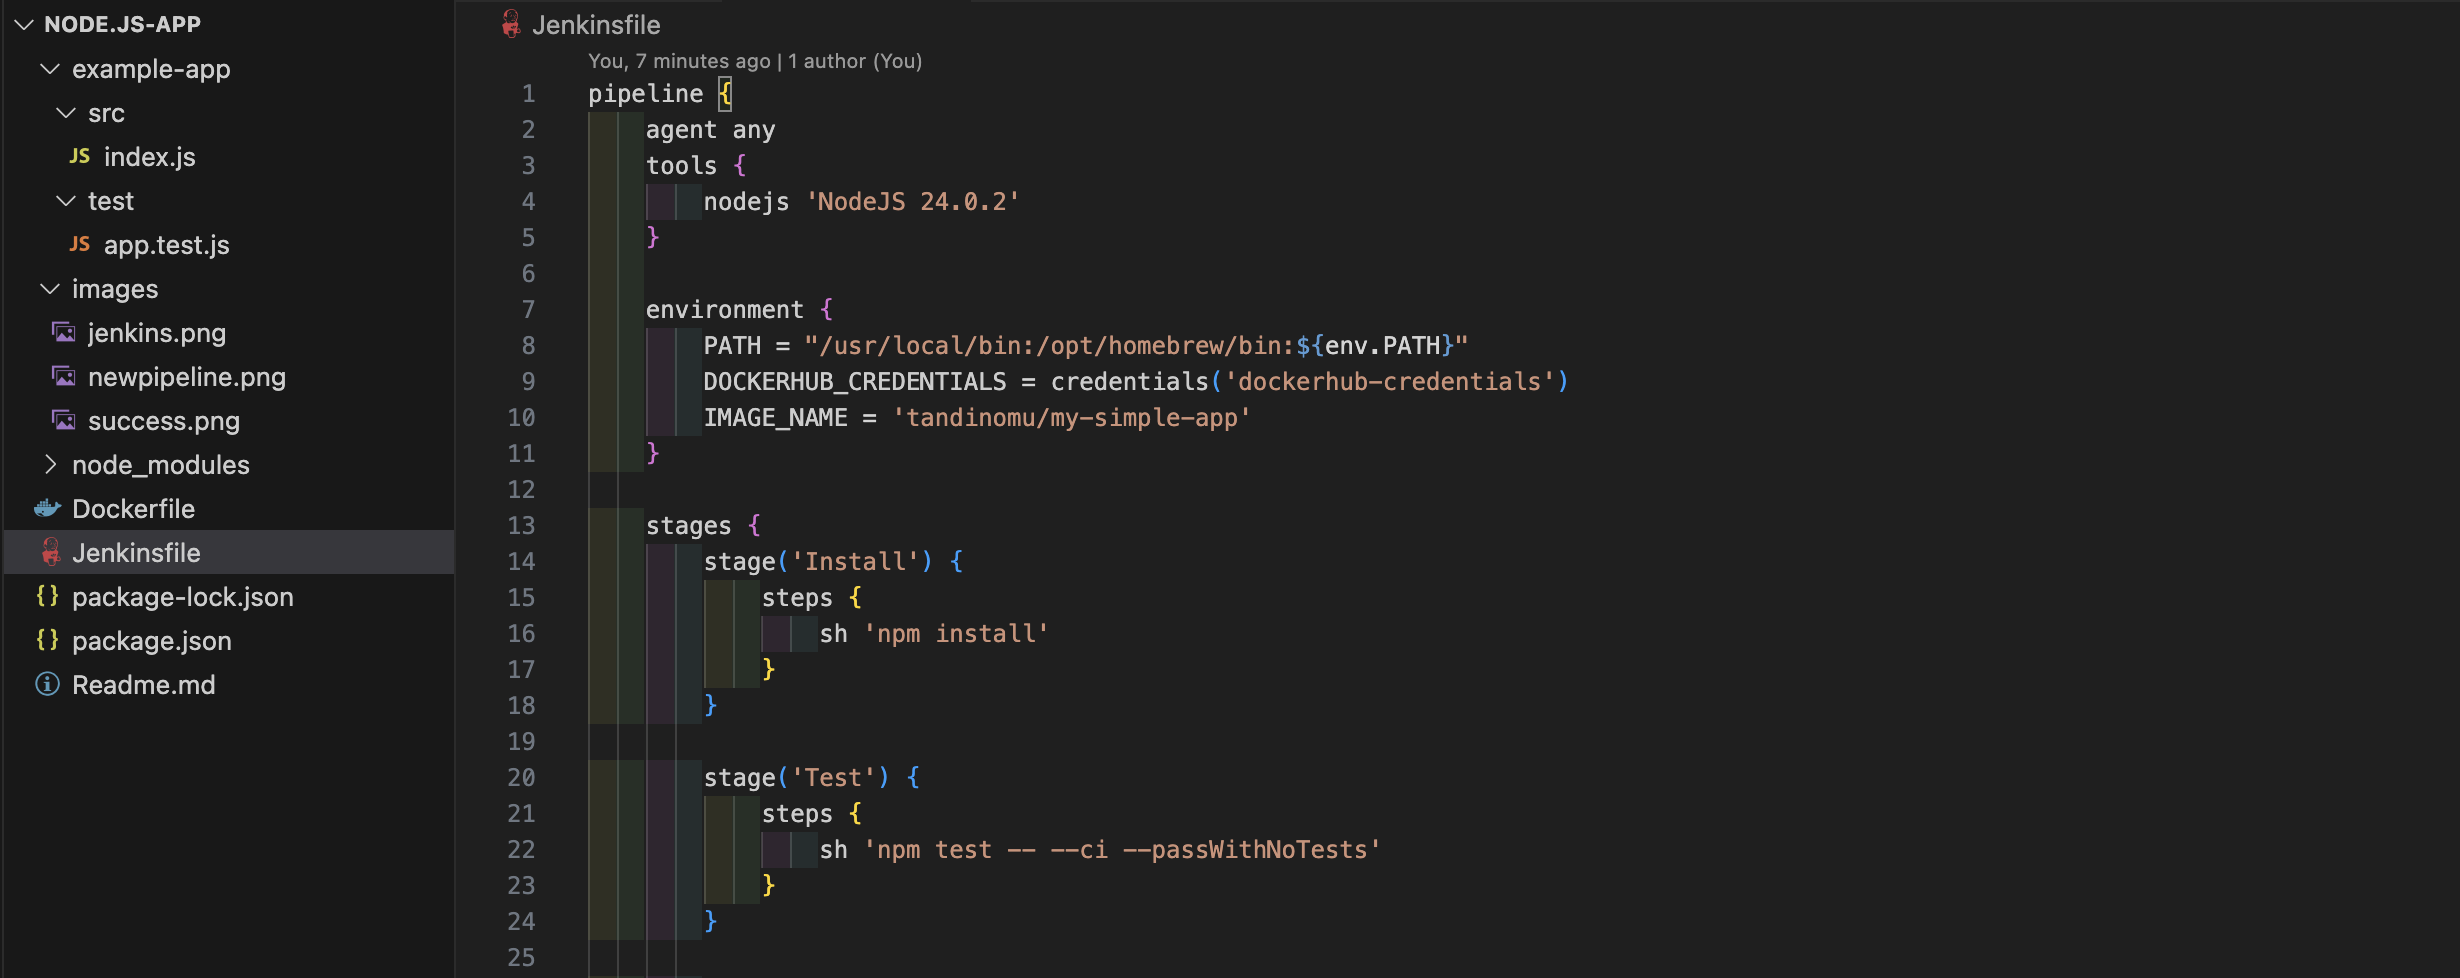 NODE.JS-APP
example-app
src
JS index.js
test
JS app.test.js
images
jenkins.png
newpipeline.png
success.png
node_modules
Dockerfile
Jenkinsfile
{} package-lock.json
{} package.json
Readme.md
Jenkinsfile
You, 7 minutes ago | 1 author (You)
1 pipeline {
2     agent any
3     tools {
4         nodejs 'NodeJS 24.0.2'
5     }
6
7     environment {
8         PATH = "/usr/local/bin:/opt/homebrew/bin:${env.PATH}"
9         DOCKERHUB_CREDENTIALS = credentials('dockerhub-credentials')
10         IMAGE_NAME = 'tandinomu/my-simple-app'
11     }
12
13     stages {
14         stage('Install') {
15             steps {
16                 sh 'npm install'
17             }
18         }
19
20         stage('Test') {
21             steps {
22                 sh 'npm test -- --ci --passWithNoTests'
23             }
24         }
25